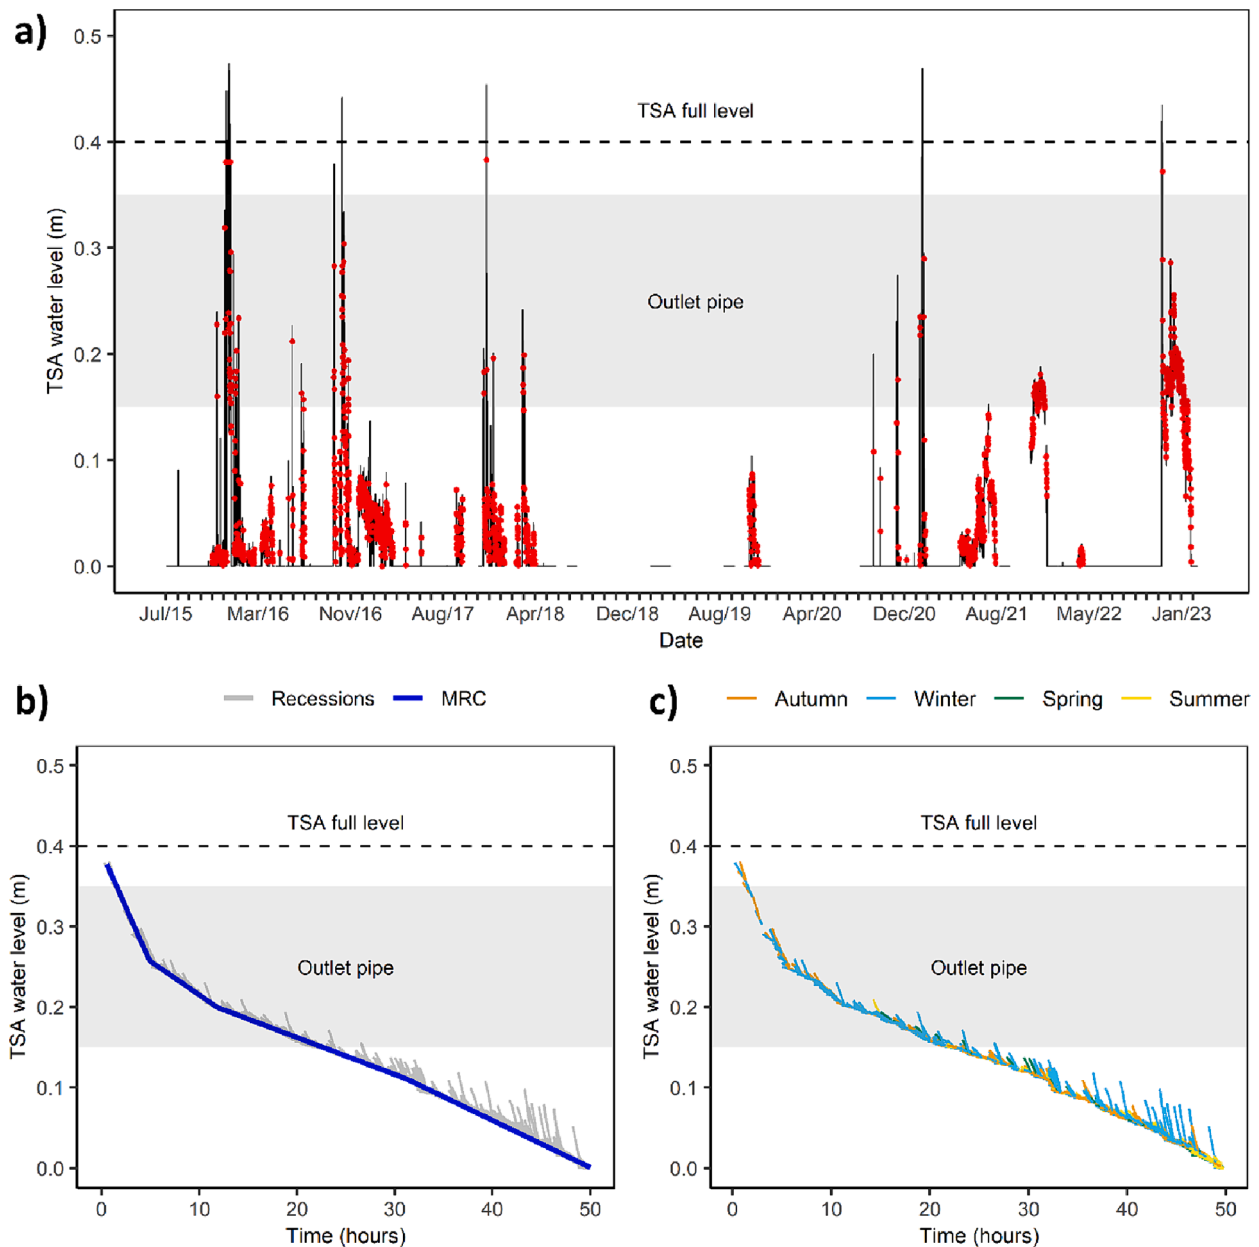 a)
TSA water level (m)
0.5
0.4
0.3
0.2
0.1
0.0
TSA full level
Outlet pipe
Jul/15 Mar/16 Nov/16 Aug/17 Apr/18 Dec/18 Aug/19 Apr/20 Dec/20 Aug/21 May/22 Jan/23
Date
b)
Recessions MRC
TSA water level (m)
0.5
0.4
0.3
0.2
0.1
0.0
TSA full level
Outlet pipe
0 10 20 30 40 50
Time (hours)
c)
Autumn Winter Spring Summer
TSA water level (m)
0.5
0.4
0.3
0.2
0.1
0.0
TSA full level
Outlet pipe
0 10 20 30 40 50
Time (hours)